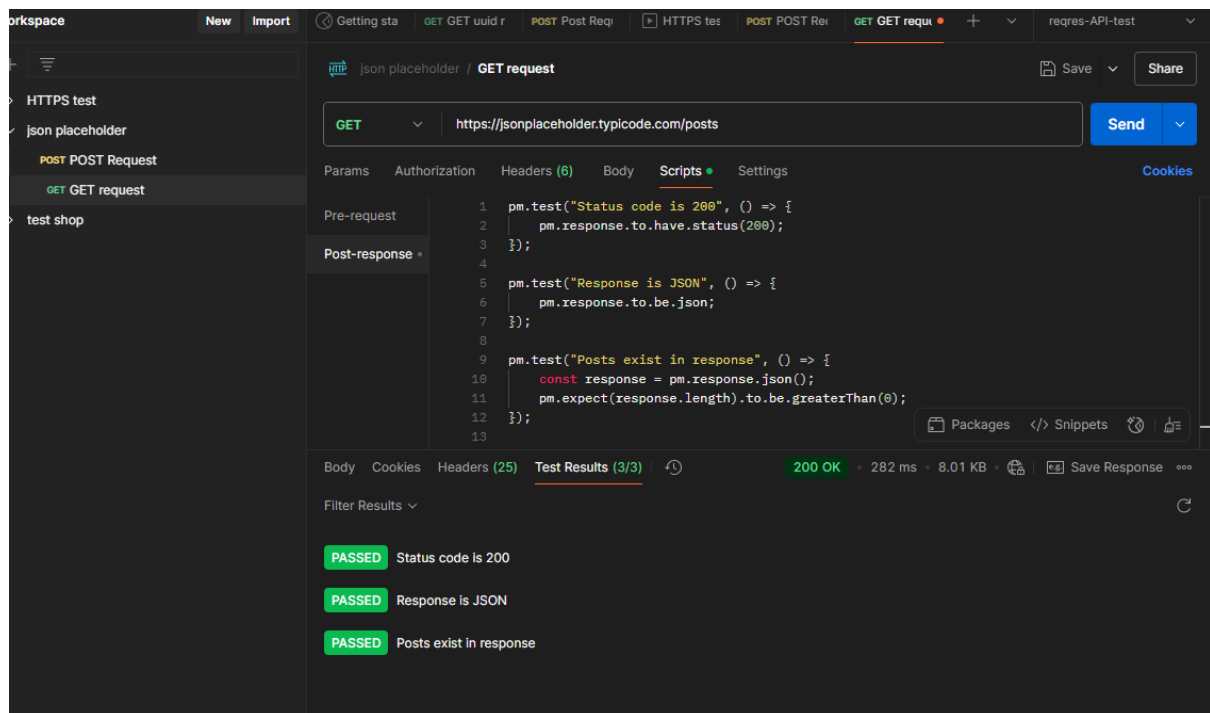 orkspace
New Import
Getting sta
GET GET uuid r
POST Post Requ
HTTPS tes
POST POST Rec
GET GET requ
reqres-API-test
HTTP json placeholder / GET request
Save
Share
HTTPS test
json placeholder
POST POST Request
GET GET request
test shop
GET
https://jsonplaceholder.typicode.com/posts
Send
Params Authorization Headers (6) Body Scripts Settings
Cookies
Pre-request
Post-response
1 pm.test("Status code is 200", () => {
2 pm.response.to.have.status(200);
3 });
4
5 pm.test("Response is JSON", () => {
6 pm.response.to.be.json;
7 });
8
9 pm.test("Posts exist in response", () => {
10 const response = pm.response.json();
11 pm.expect(response.length).to.be.greaterThan(0);
12 });
13
Packages </> Snippets
Body Cookies Headers (25) Test Results (3/3)
200 OK • 282 ms • 8.01 KB
e.g. Save Response
Filter Results
PASSED Status code is 200
PASSED Response is JSON
PASSED Posts exist in response